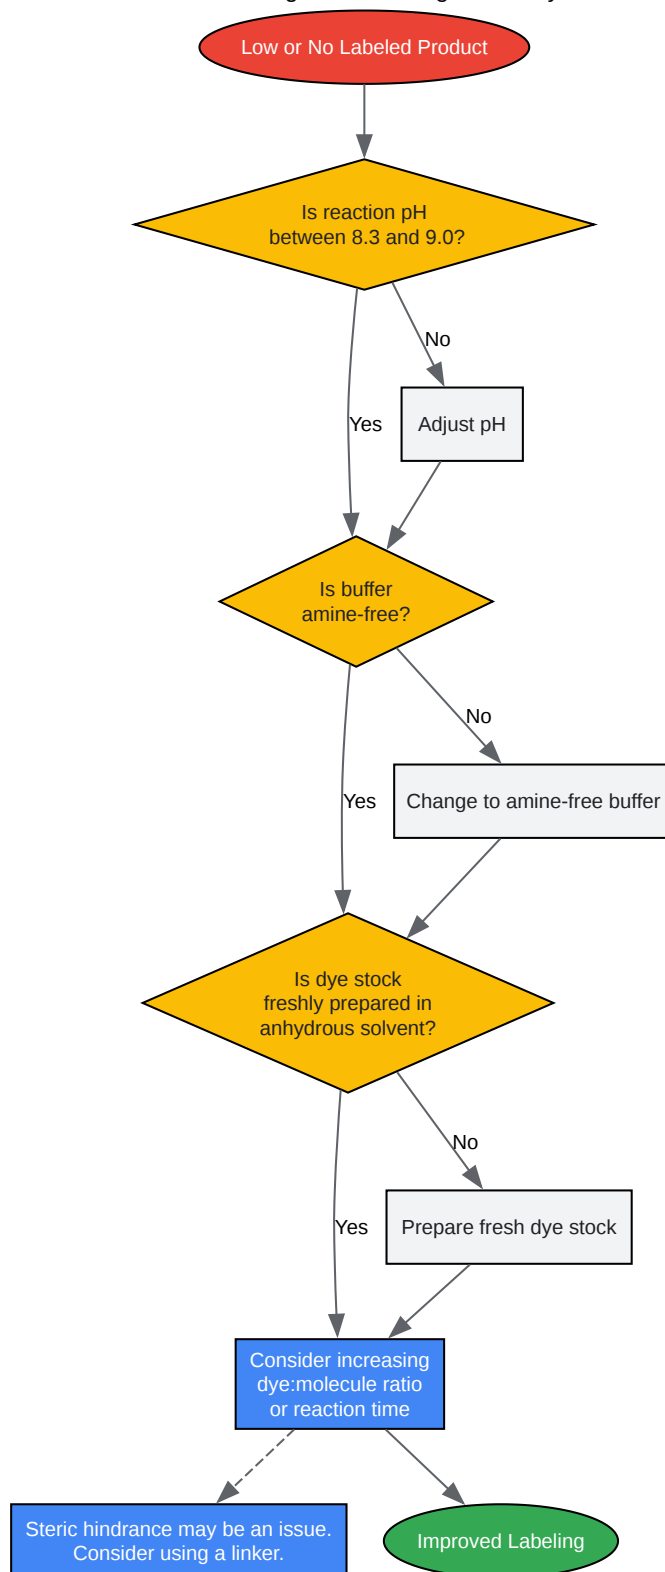 Low or No Labeled Product
Is reaction pH
between 8.3 and 9.0?
No
Yes
Adjust pH
Is buffer
amine-free?
No
Yes
Change to amine-free buffer
Is dye stock
freshly prepared in
anhydrous solvent?
No
Yes
Prepare fresh dye stock
Consider increasing
dye:molecule ratio
or reaction time
Steric hindrance may be an issue.
Consider using a linker.
Improved Labeling